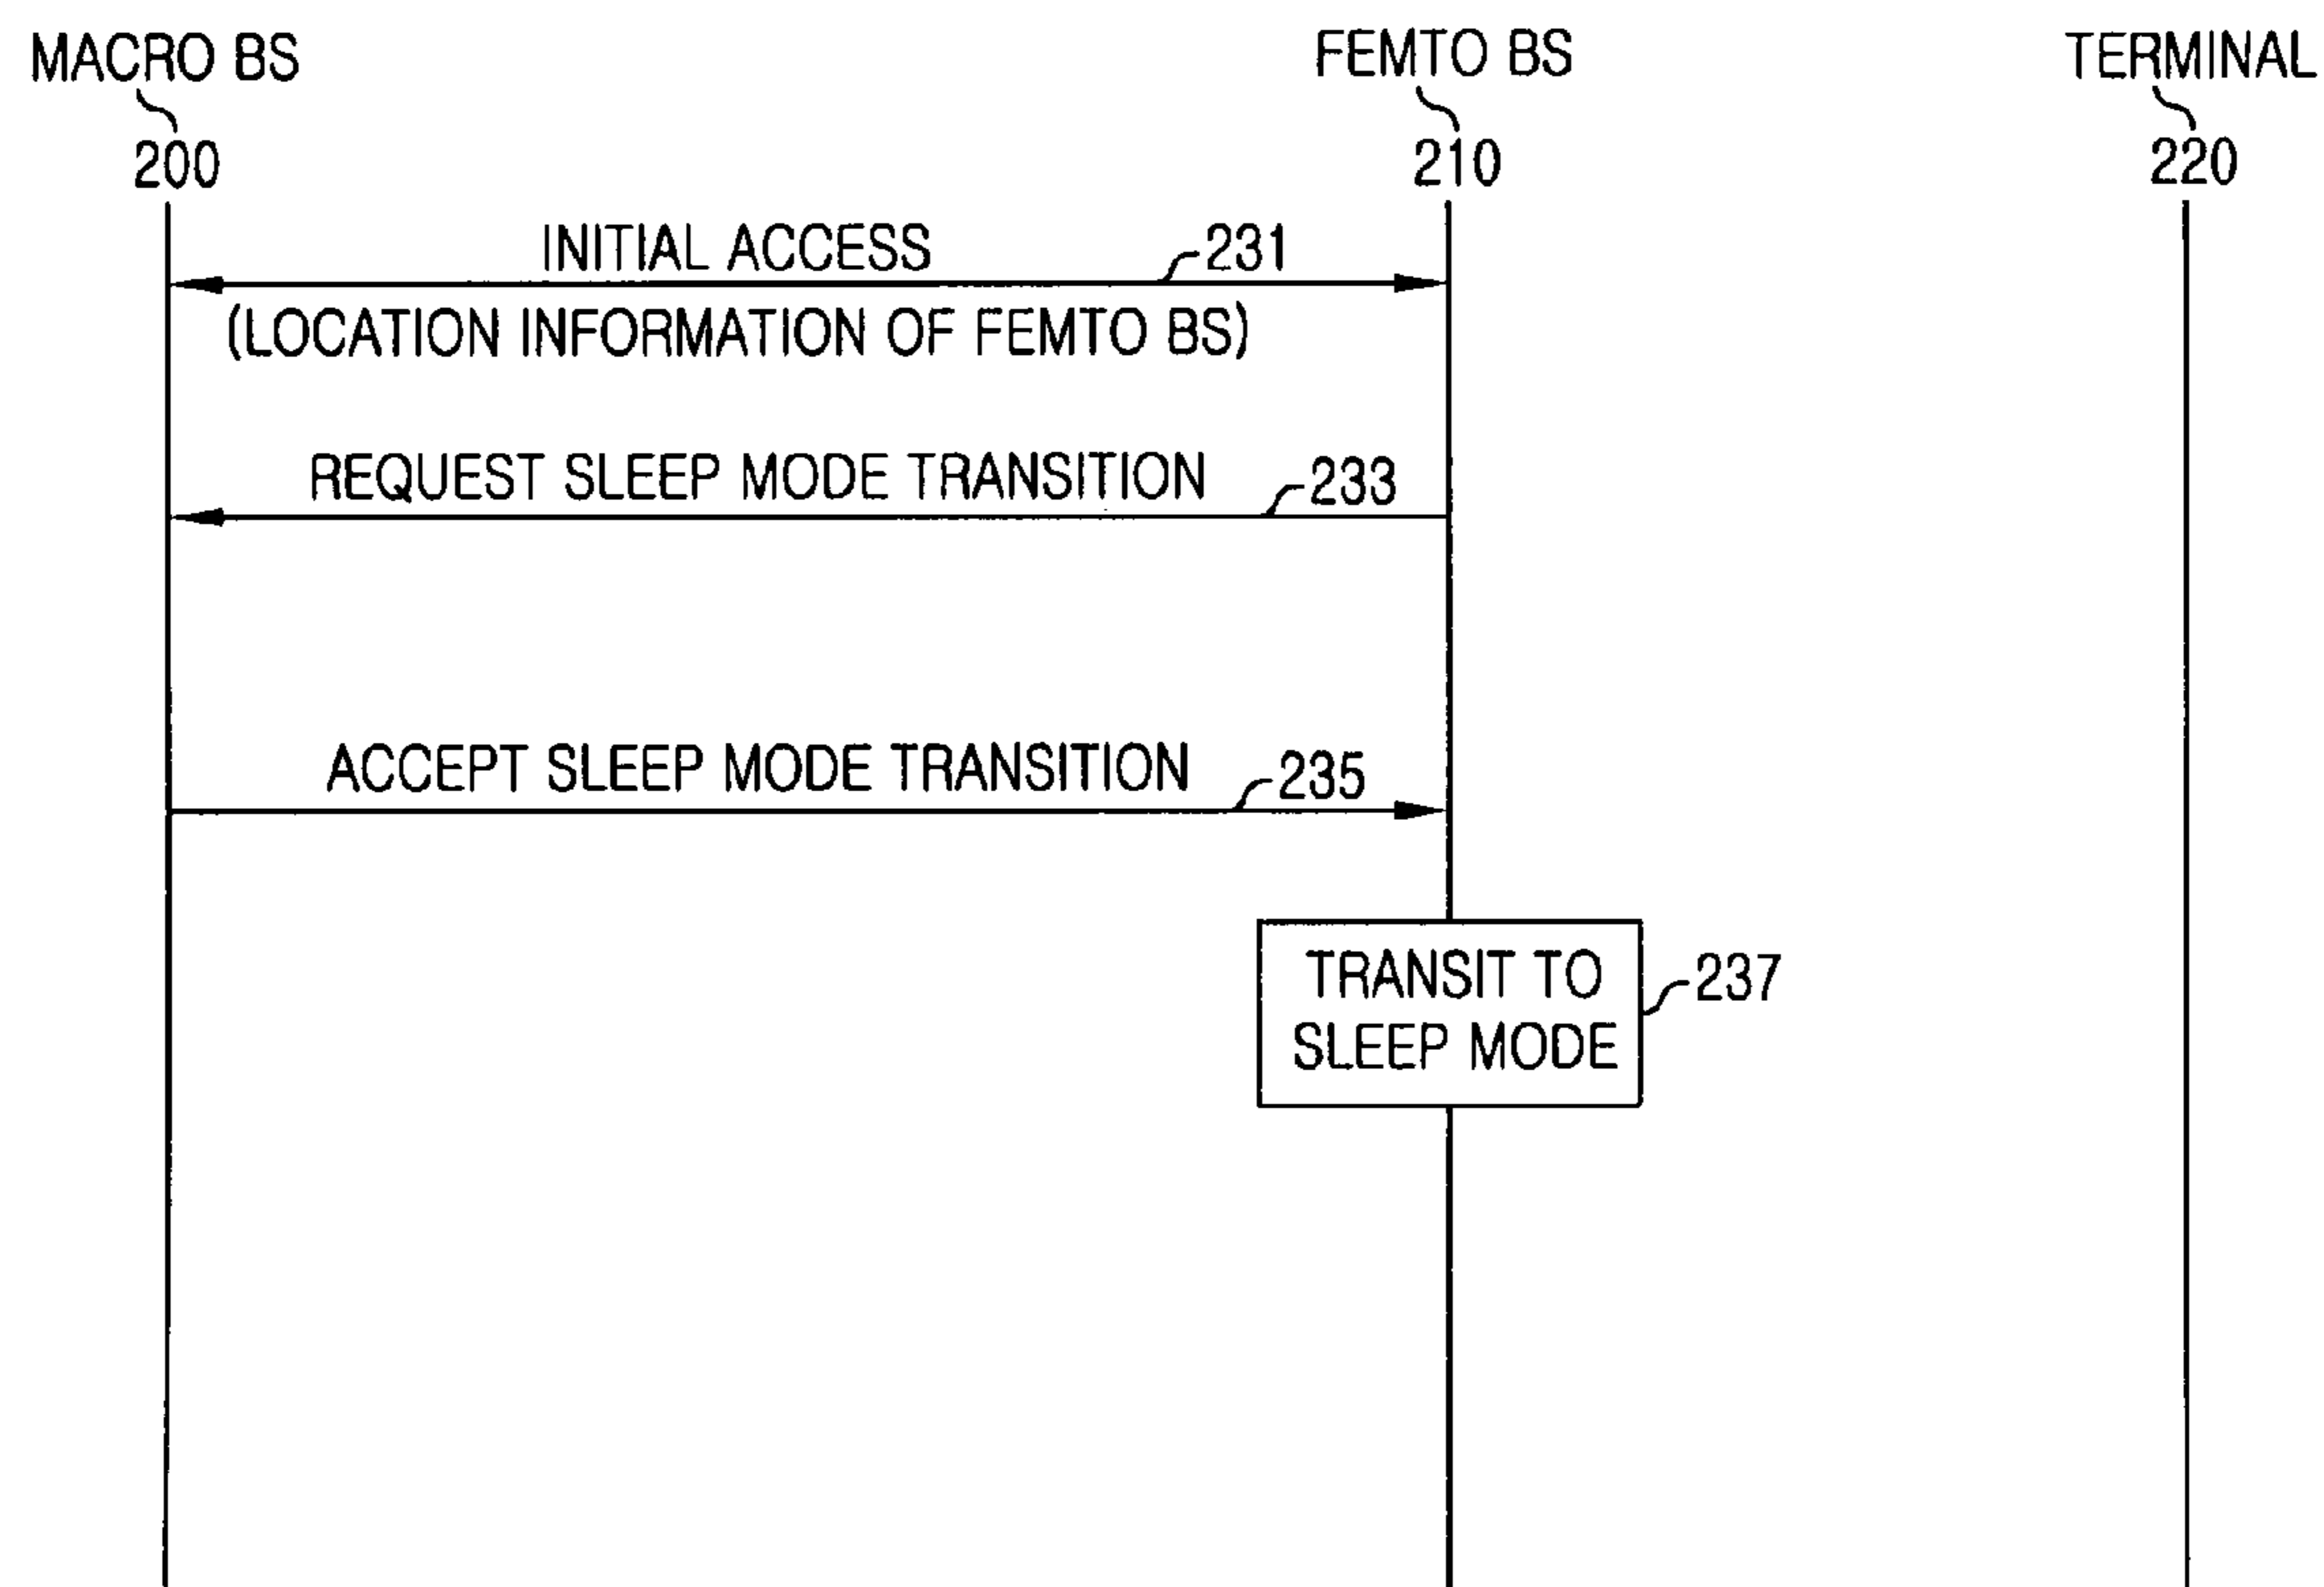 MACRO BS
FEMTO BS
TERMINAL
200
210
220
INITIAL ACCESS
231
(LOCATION INFORMATION OF FEMTO BS)
REQUEST SLEEP MODE TRANSITION
233
ACCEPT SLEEP MODE TRANSITION
235
TRANSIT TO
SLEEP MODE
237